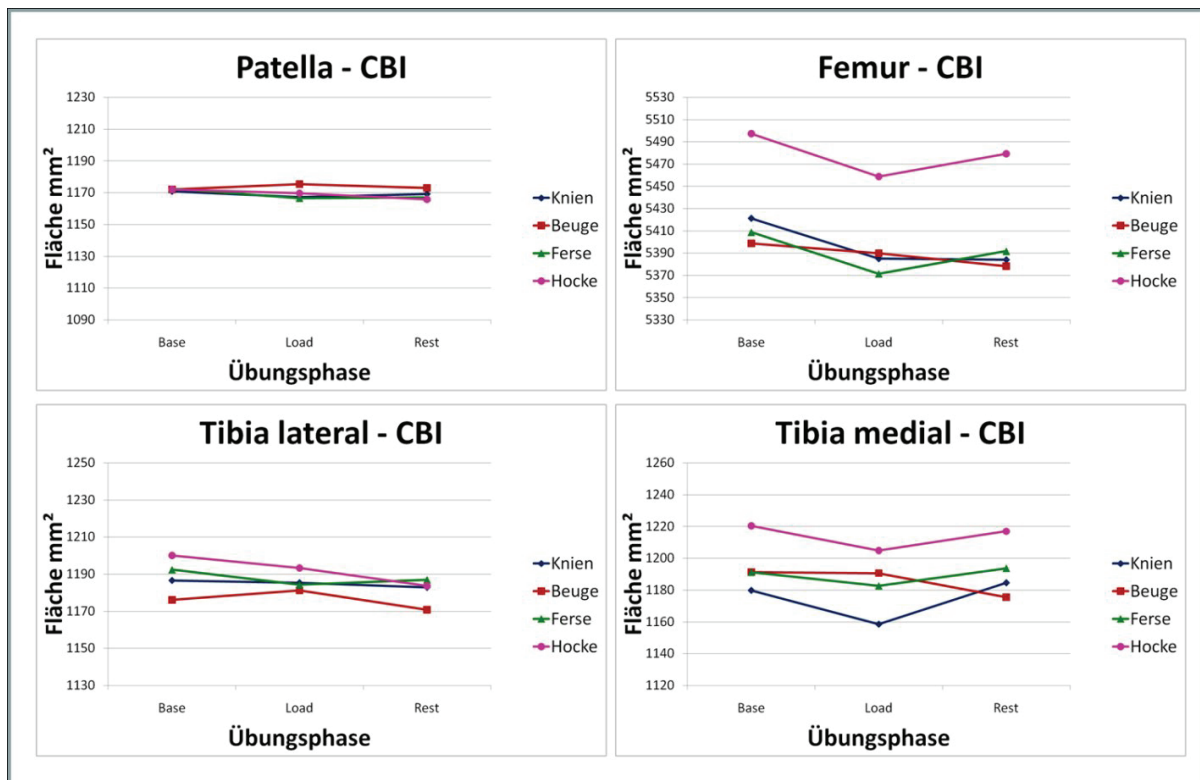 Patella - CBI
Fläche mm²
1230
1210
1190
1170
1150
1130
1110
1090
Base Load Rest
Übungsphase
Knien
Beuge
Ferse
Hocke
Femur - CBI
Fläche mm²
5530
5510
5490
5470
5450
5430
5410
5390
5370
5350
5330
Base Load Rest
Übungsphase
Knien
Beuge
Ferse
Hocke
Tibia lateral - CBI
Fläche mm²
1250
1230
1210
1190
1170
1150
1130
Base Load Rest
Übungsphase
Knien
Beuge
Ferse
Hocke
Tibia medial - CBI
Fläche mm²
1260
1240
1220
1200
1180
1160
1140
1120
Base Load Rest
Übungsphase
Knien
Beuge
Ferse
Hocke